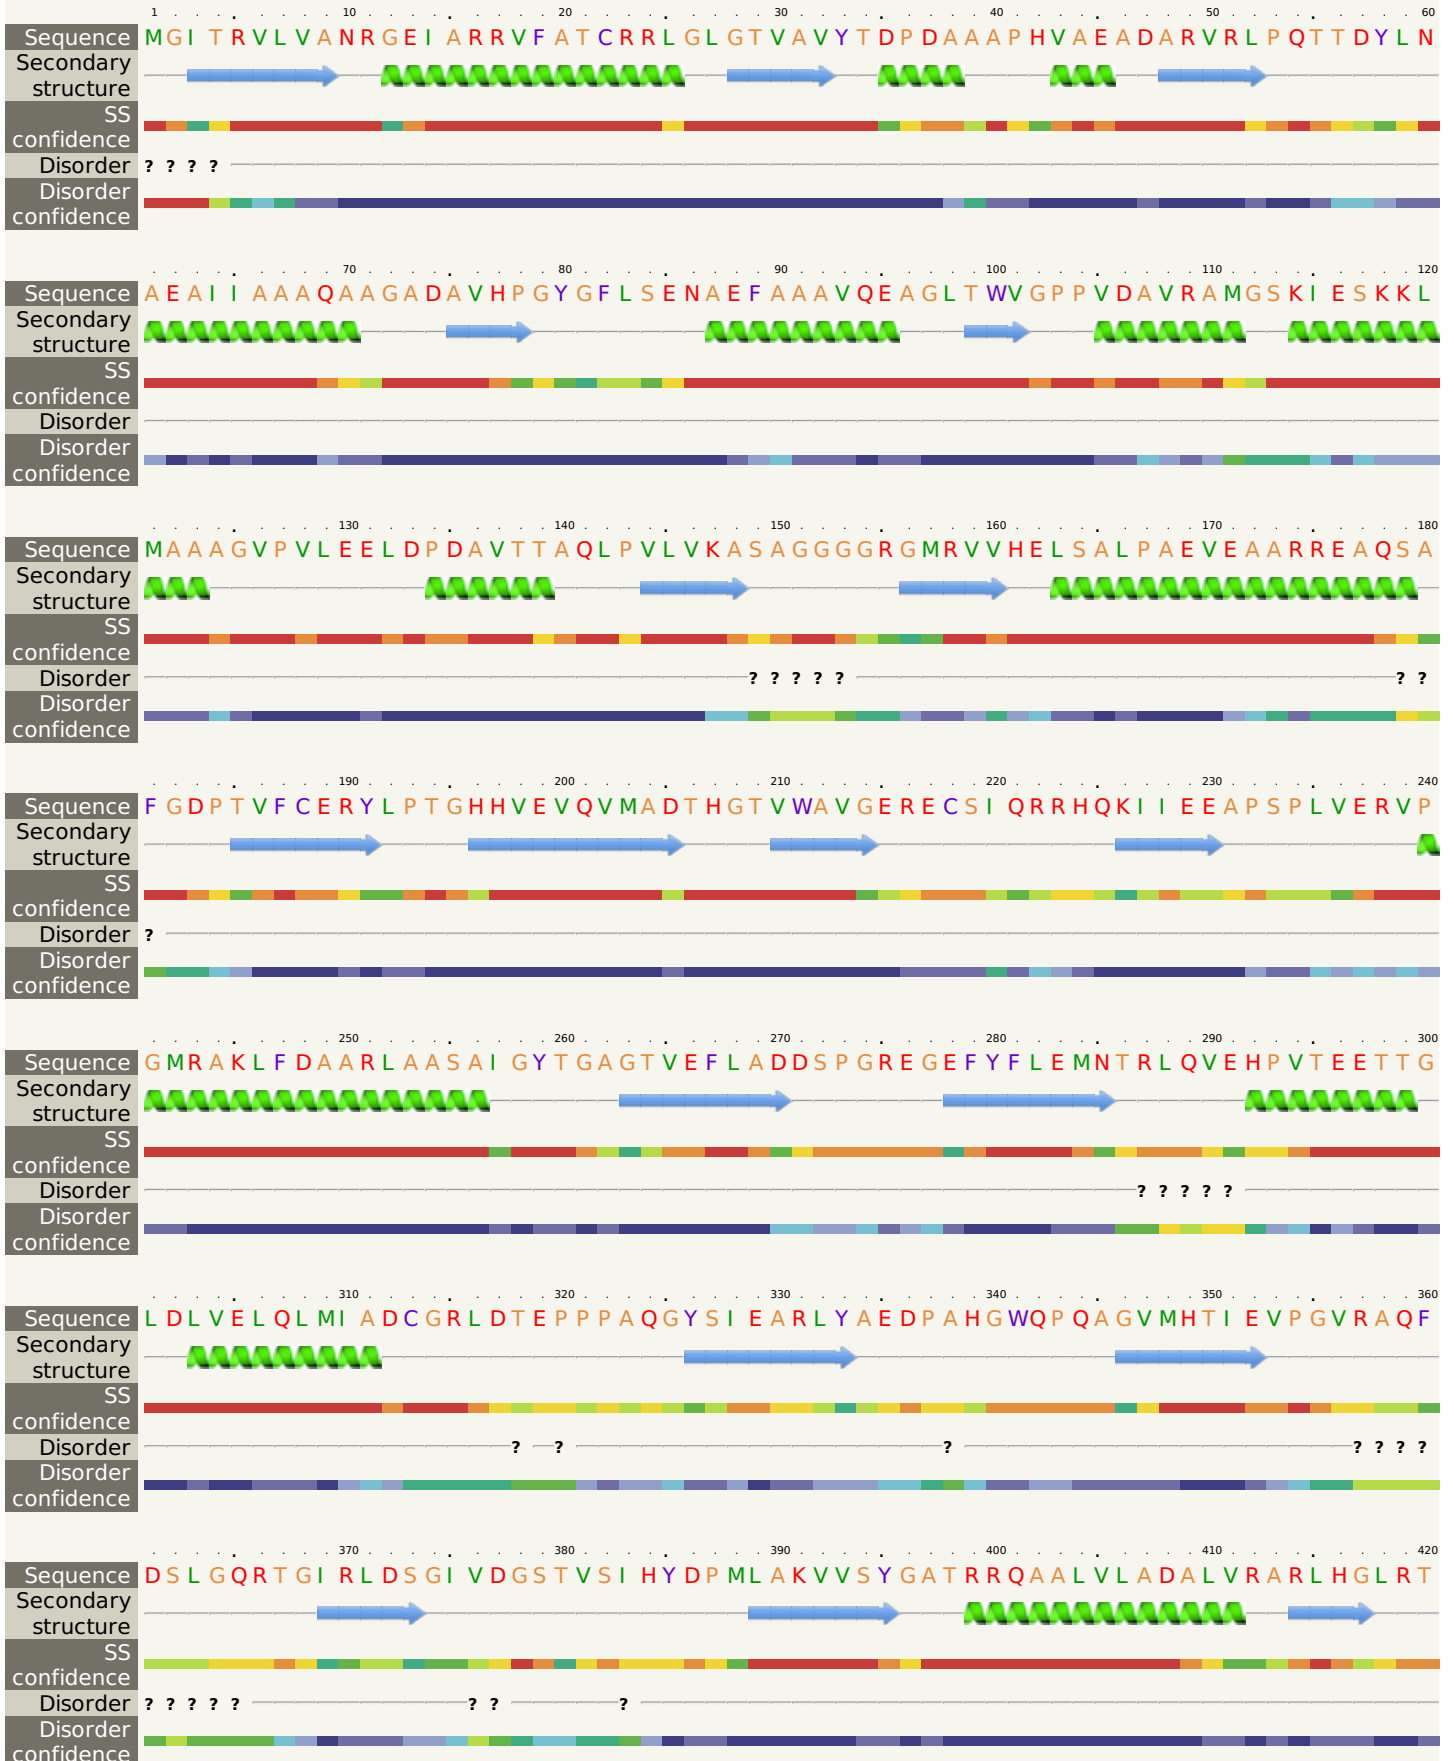 1 10 20 30 40 50 60
Sequence MGITRVLVANRGEIARRVFATCRRLGLGTVAVYTDPDAAAPHVAEADARVRLPQTTDYLN
Secondary
structure
SS
confidence
Disorder ? ? ? ?
Disorder
confidence
70 80 90 100 110 120
Sequence AEAIIAAAQAAGADAVHPGYGFLSENAEFAAAVQEAGLTWVGPPVDAVRAMGSKIESKKL
Secondary
structure
SS
confidence
Disorder
Disorder
confidence
130 140 150 160 170 180
Sequence MAAAGVPVLEELDPDAVTTAQLPVLVKASAGGGGRGMRVVHELSALPAEVEAARREAQSA
Secondary
structure
SS
confidence
Disorder ? ? ? ? ? ? ?
Disorder
confidence
190 200 210 220 230 240
Sequence FGDPTVFCERYLPTGHHVEVQVMADTHGTVWAVGERECSIQRRHQKIIEEAPSPLVERVP
Secondary
structure
SS
confidence
Disorder ?
Disorder
confidence
250 260 270 280 290 300
Sequence GMRAKLFDAARLAASAIGYTGAGTVEFLADDSPGREGEFYFLEMNTRLQVEHPVTEETTG
Secondary
structure
SS
confidence
Disorder ? ? ? ? ?
Disorder
confidence
310 320 330 340 350 360
Sequence LDLVELQLMIADCGRLDTEPPPAQGYSIEARLYAEDPAHGWQPQAGVMHTIEVPGVRAQF
Secondary
structure
SS
confidence
Disorder ? ? ? ? ? ? ?
Disorder
confidence
370 380 390 400 410 420
Sequence DSLGQRTGIRLDSGIVDGSTVSIHYDPMLAKVVSYGATRRQAALVLADALVRARLHGLRT
Secondary
structure
SS
confidence
Disorder ? ? ? ? ? ? ? ?
Disorder
confidence